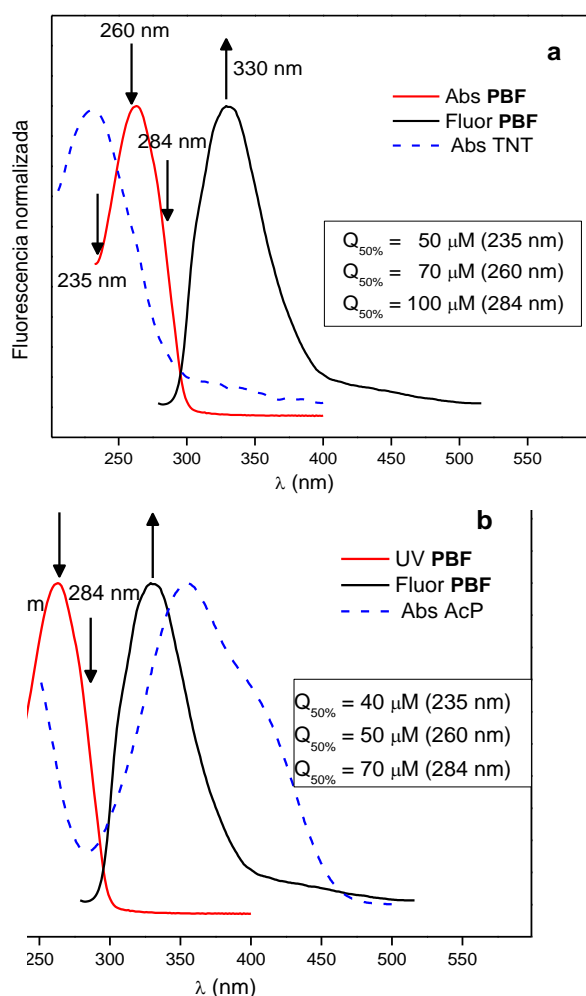 260 nm
a
330 nm
Abs PBF
Fluor PBF
Abs TNT
284 nm
235 nm
Q50% = 50 μM (235 nm)
Q50% = 70 μM (260 nm)
Q50% = 100 μM (284 nm)
Fluorescencia normalizada
250 300 350 400 450 500 550
λ (nm)
b
UV PBF
Fluor PBF
Abs AcP
m
284 nm
Q50% = 40 μM (235 nm)
Q50% = 50 μM (260 nm)
Q50% = 70 μM (284 nm)
250 300 350 400 450 500 550
λ (nm)